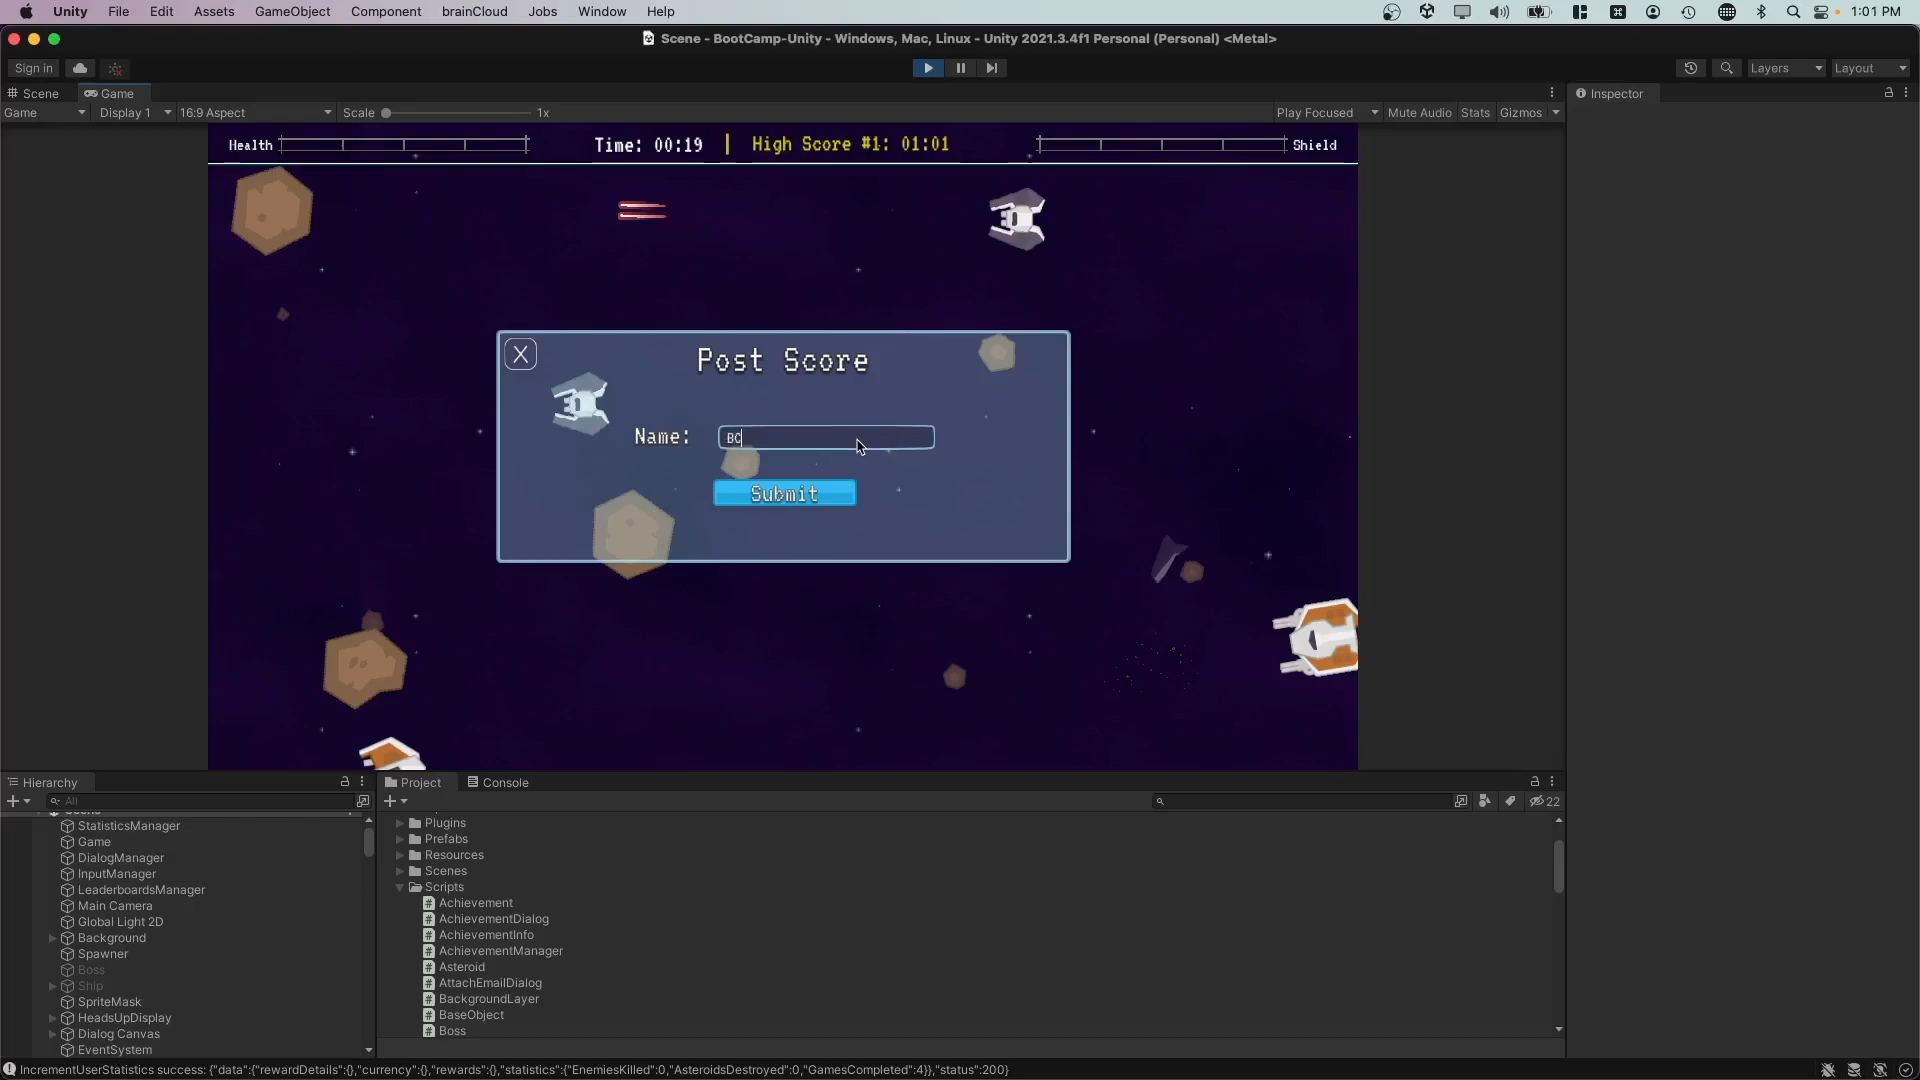 Unity File Edit Assets GameObject Component brainCloud Jobs Window Help 1:01 PM
Scene - BootCamp-Unity - Windows, Mac, Linux - Unity 2021.3.4f1 Personal (Personal) <Metal>
Sign in Layers Layout
Scene Game Inspector
Game Display 1 16:9 Aspect Scale 1x Play Focused Mute Audio Stats Gizmos
Health Time: 00:19 | High Score #1: 01:01 Shield
X Post Score
Name: BC
Submit
Hierarchy Project Console
All 22
StatisticsManager
Game
DialogManager
InputManager
LeaderboardsManager
Main Camera
Global Light 2D
Background
Spawner
Boss
Ship
SpriteMask
HeadsUpDisplay
Dialog Canvas
EventSystem
Plugins
Prefabs
Resources
Scenes
Scripts
Achievement
AchievementDialog
AchievementInfo
AchievementManager
Asteroid
AttachEmailDialog
BackgroundLayer
BaseObject
Boss
IncrementUserStatistics success: {"data":{"rewardDetails":{},"currency":{},"rewards":{},"statistics":{"EnemiesKilled":0,"AsteroidsDestroyed":0,"GamesCompleted":4}},"status":200}